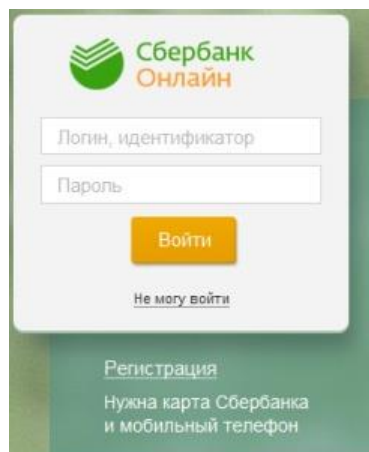 Сбербанк
Онлайн
Логин, идентификатор
Пароль
Войти
Не могу войти
Регистрация
Нужна карта Сбербанка
и мобильный телефон